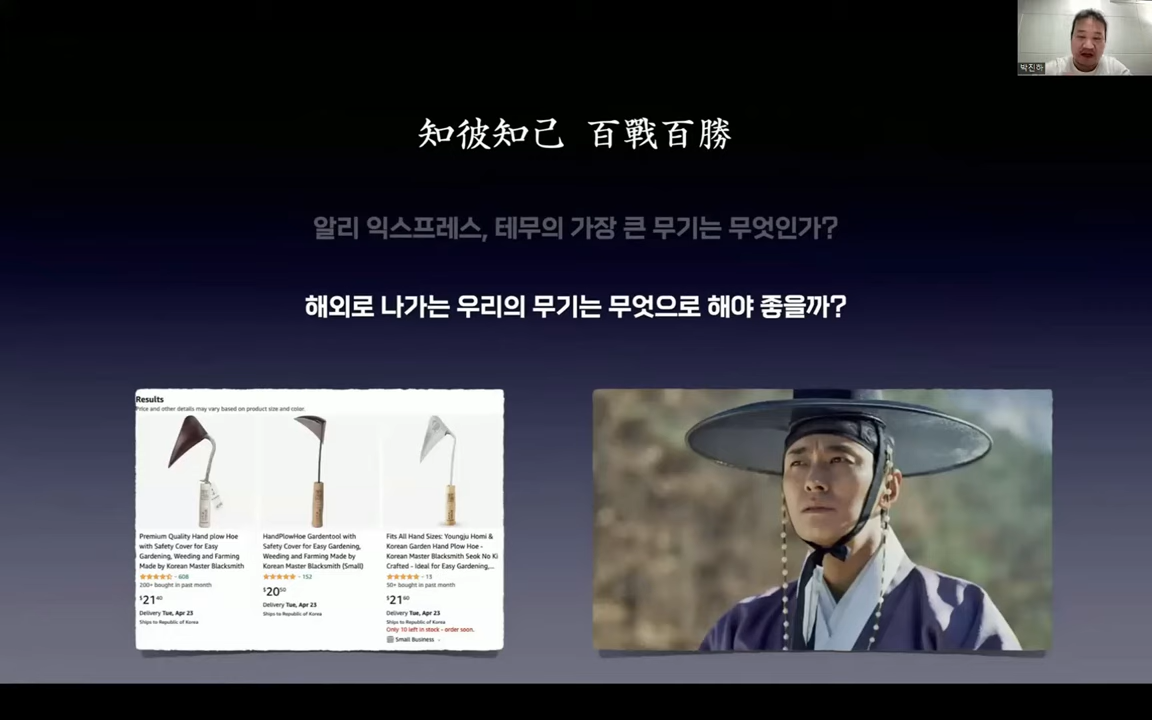 박진하
知彼知己 百戰百勝
알리 익스프레스, 테무의 가장 큰 무기는 무엇인가?
해외로 나가는 우리의 무기는 무엇으로 해야 좋을까?
Results
Price and other details may vary based on product size and color.
Premium Quality Hand plow Hoe
with Safety Cover for Easy
Gardening, Weeding and Farming
Made by Korean Master Blacksmith
608
200+ bought in past month
$21 40
Delivery Tue, Apr 23
Ships to Republic of Korea
HandPlowHoe Gardentool with
Safety Cover for Easy Gardening,
Weeding and Farming Made by
Korean Master Blacksmith (Small)
152
$20 50
Delivery Tue, Apr 23
Ships to Republic of Korea
Fits All Hand Sizes: Youngju Homi &
Korean Garden Hand Plow Hoe -
Korean Master Blacksmith Seok No Ki
Crafted - Ideal for Easy Gardening,...
13
50+ bought in past month
$21 60
Delivery Tue, Apr 23
Ships to Republic of Korea
Only 10 left in stock - order soon.
Small Business